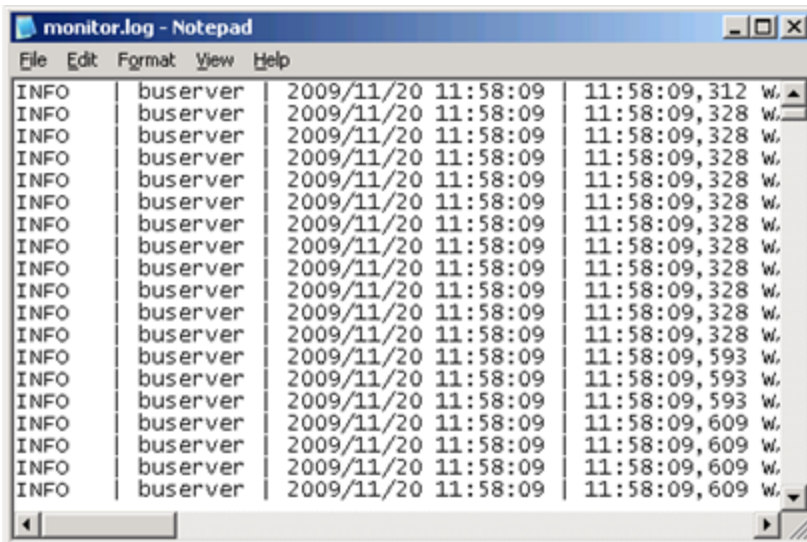 monitor.log - Notepad
File Edit Format View Help
INFO | buserver | 2009/11/20 11:58:09 | 11:58:09,312 W
INFO | buserver | 2009/11/20 11:58:09 | 11:58:09,328 W
INFO | buserver | 2009/11/20 11:58:09 | 11:58:09,328 W
INFO | buserver | 2009/11/20 11:58:09 | 11:58:09,328 W
INFO | buserver | 2009/11/20 11:58:09 | 11:58:09,328 W
INFO | buserver | 2009/11/20 11:58:09 | 11:58:09,328 W
INFO | buserver | 2009/11/20 11:58:09 | 11:58:09,328 W
INFO | buserver | 2009/11/20 11:58:09 | 11:58:09,328 W
INFO | buserver | 2009/11/20 11:58:09 | 11:58:09,328 W
INFO | buserver | 2009/11/20 11:58:09 | 11:58:09,328 W
INFO | buserver | 2009/11/20 11:58:09 | 11:58:09,328 W
INFO | buserver | 2009/11/20 11:58:09 | 11:58:09,328 W
INFO | buserver | 2009/11/20 11:58:09 | 11:58:09,593 W
INFO | buserver | 2009/11/20 11:58:09 | 11:58:09,593 W
INFO | buserver | 2009/11/20 11:58:09 | 11:58:09,593 W
INFO | buserver | 2009/11/20 11:58:09 | 11:58:09,609 W
INFO | buserver | 2009/11/20 11:58:09 | 11:58:09,609 W
INFO | buserver | 2009/11/20 11:58:09 | 11:58:09,609 W
INFO | buserver | 2009/11/20 11:58:09 | 11:58:09,609 W